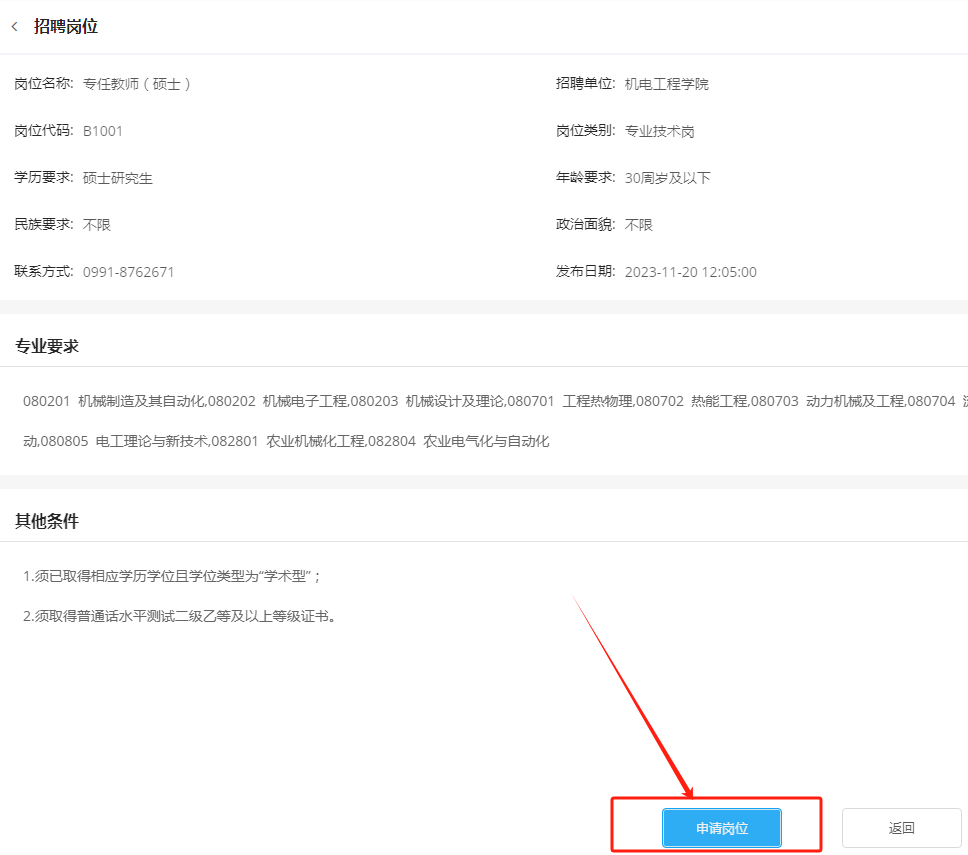 招聘岗位
岗位名称: 专任教师（硕士） 招聘单位: 机电工程学院
岗位代码: B1001 岗位类别: 专业技术岗
学历要求: 硕士研究生 年龄要求: 30周岁及以下
民族要求: 不限 政治面貌: 不限
联系方式: 0991-8762671 发布日期: 2023-11-20 12:05:00
专业要求
080201 机械制造及其自动化,080202 机械电子工程,080203 机械设计及理论,080701 工程热物理,080702 热能工程,080703 动力机械及工程,080704
动,080805 电工理论与新技术,082801 农业机械化工程,082804 农业电气化与自动化
其他条件
1.须已取得相应学历学位且学位类型为“学术型”；
2.须取得普通话水平测试二级乙等及以上等级证书。
申请岗位 返回